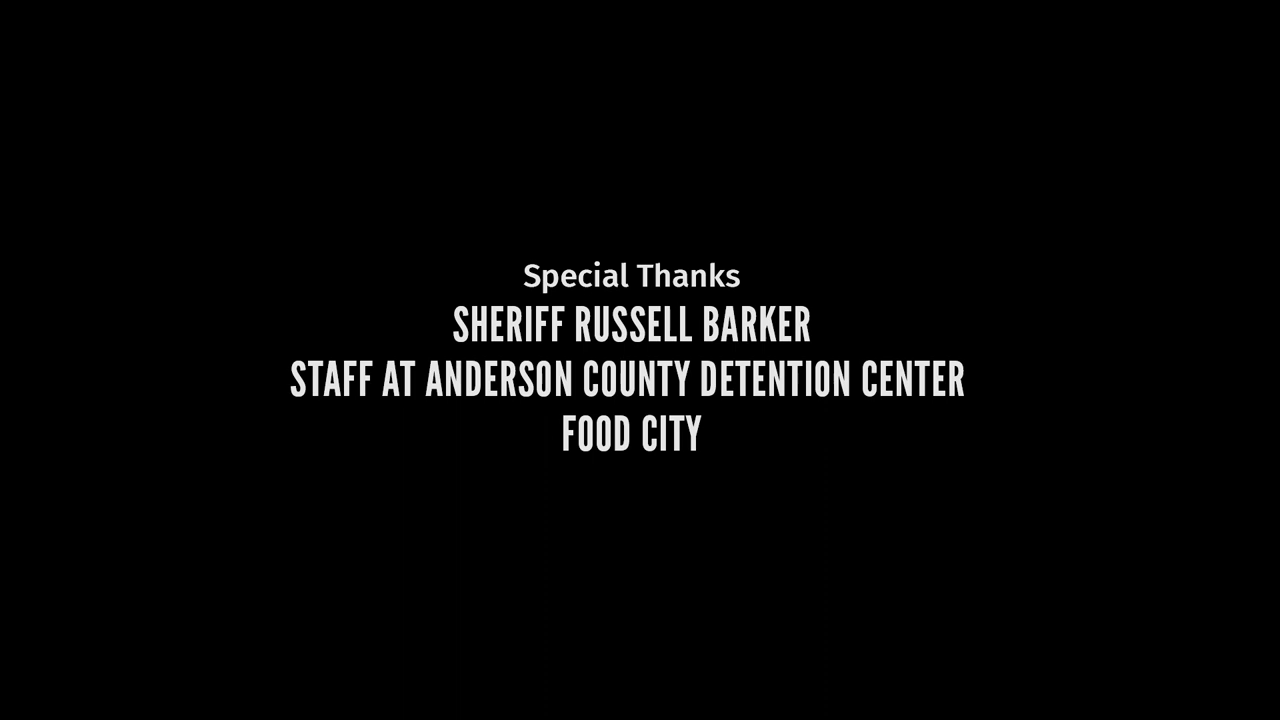 Special Thanks
SHERIFF RUSSELL BARKER
STAFF AT ANDERSON COUNTY DETENTION CENTER
FOOD CITY